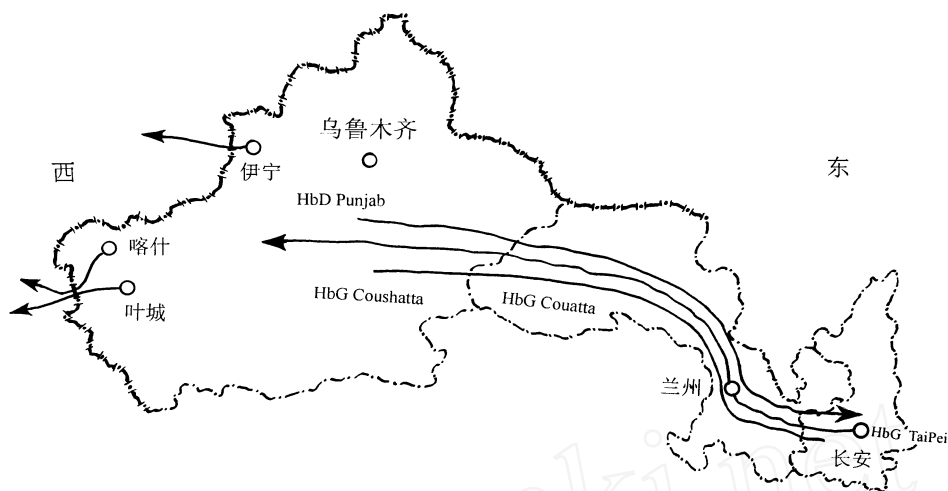 乌鲁木齐
西
伊宁
东
HbD Punjab
喀什
HbG Coushatta
HbG Couatta
叶城
兰州
HbG TaiPei
长安